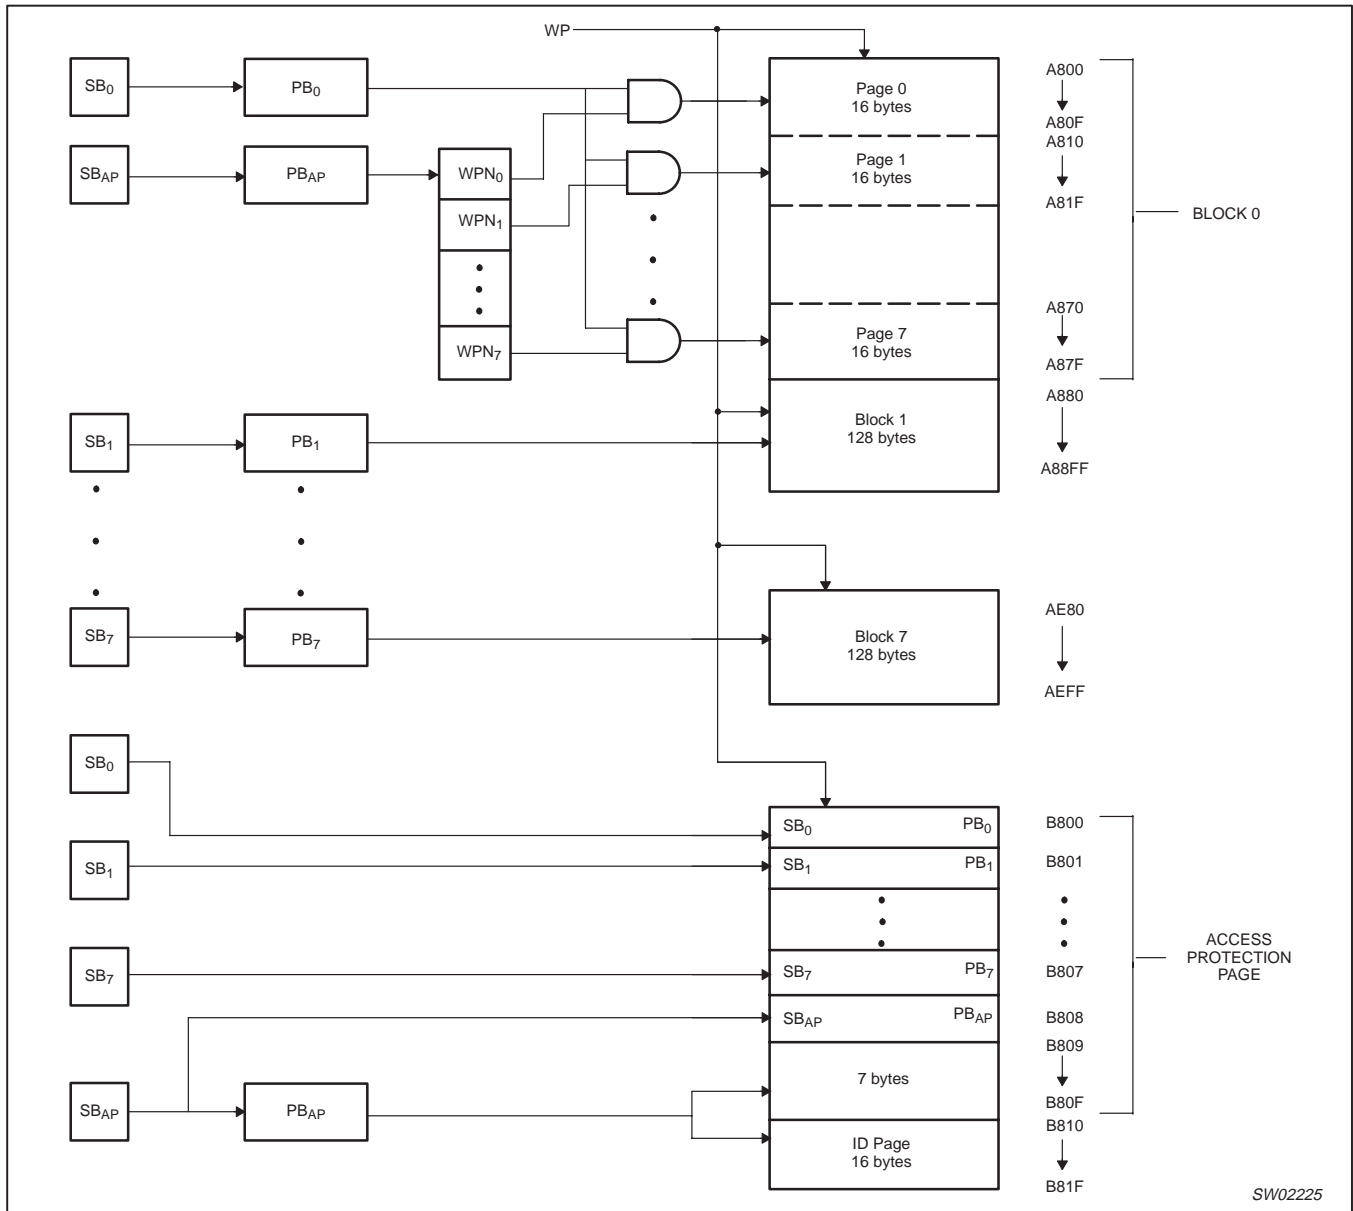 WP
SB0 PB0 Page 0 16 bytes A800
A80F
SBAP PBAP WPN0 Page 1 16 bytes A810
A81F
WPN1 BLOCK 0
A870
WPN7 Page 7 16 bytes
A87F
A880
SB1 PB1 Block 1 128 bytes
A88FF
AE80
SB7 PB7 Block 7 128 bytes
AEFF
SB0
SB0 PB0 B800
SB1 SB1 PB1 B801
ACCESS PROTECTION PAGE
SB7 SB7 PB7 B807
SBAP PBAP B808
B809
7 bytes
SBAP PBAP B80F
B810
ID Page 16 bytes
B81F
SW02225